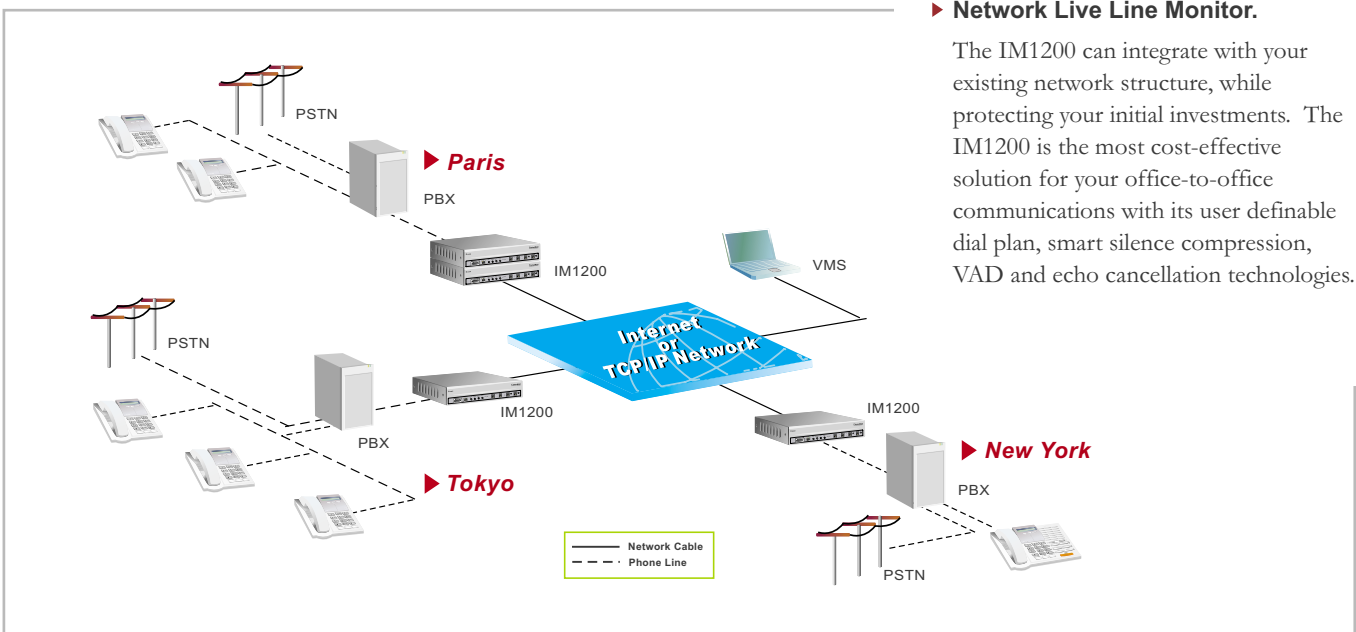 Network Live Line Monitor.
The IM1200 can integrate with your
existing network structure, while
protecting your initial investments. The
IM1200 is the most cost-effective
solution for your office-to-office
communications with its user definable
dial plan, smart silence compression,
VAD and echo cancellation technologies.
PSTN
Paris
PBX
IM1200
VMS
Internet
or
TCP/IP Network
PSTN
IM1200
PBX
Tokyo
IM1200
New York
PBX
PSTN
Network Cable
Phone Line